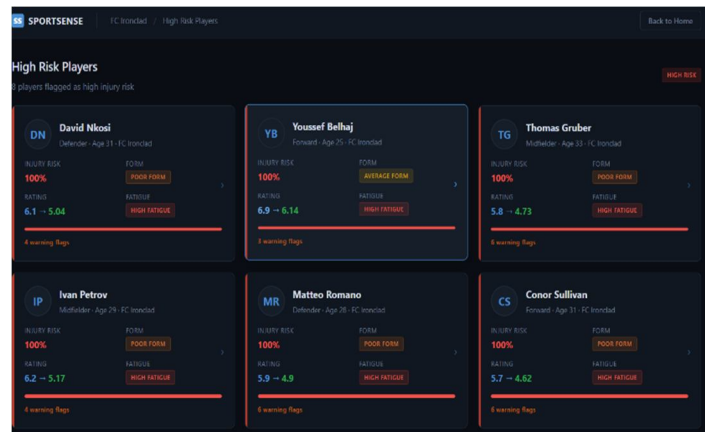 SS SPORTSENSE FC Ironclad / High Risk Players Back to Home
High Risk Players
8 players flagged as high injury risk
HIGH RISK
DN David Nkosi
Defender · Age 31 · FC Ironclad
INJURY RISK FORM
100% POOR FORM
RATING FATIGUE
6.1 → 5.04 HIGH FATIGUE
4 warning flags
YB Youssef Belhaj
Forward · Age 25 · FC Ironclad
INJURY RISK FORM
100% AVERAGE FORM
RATING FATIGUE
6.9 → 6.14 HIGH FATIGUE
3 warning flags
TG Thomas Gruber
Midfielder · Age 33 · FC Ironclad
INJURY RISK FORM
100% POOR FORM
RATING FATIGUE
5.8 → 4.73 HIGH FATIGUE
6 warning flags
IP Ivan Petrov
Midfielder · Age 29 · FC Ironclad
INJURY RISK FORM
100% POOR FORM
RATING FATIGUE
6.2 → 5.17 HIGH FATIGUE
4 warning flags
MR Matteo Romano
Defender · Age 28 · FC Ironclad
INJURY RISK FORM
100% POOR FORM
RATING FATIGUE
5.9 → 4.9 HIGH FATIGUE
6 warning flags
CS Conor Sullivan
Forward · Age 31 · FC Ironclad
INJURY RISK FORM
100% POOR FORM
RATING FATIGUE
5.7 → 4.62 HIGH FATIGUE
6 warning flags